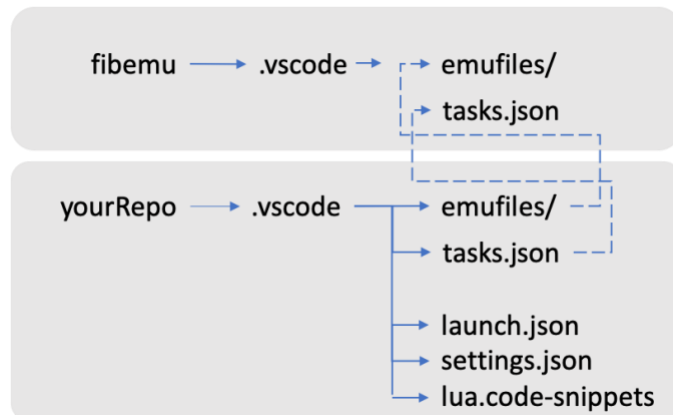 fibemu .vscode emufiles/
tasks.json
yourRepo .vscode emufiles/
tasks.json
launch.json
settings.json
lua.code-snippets